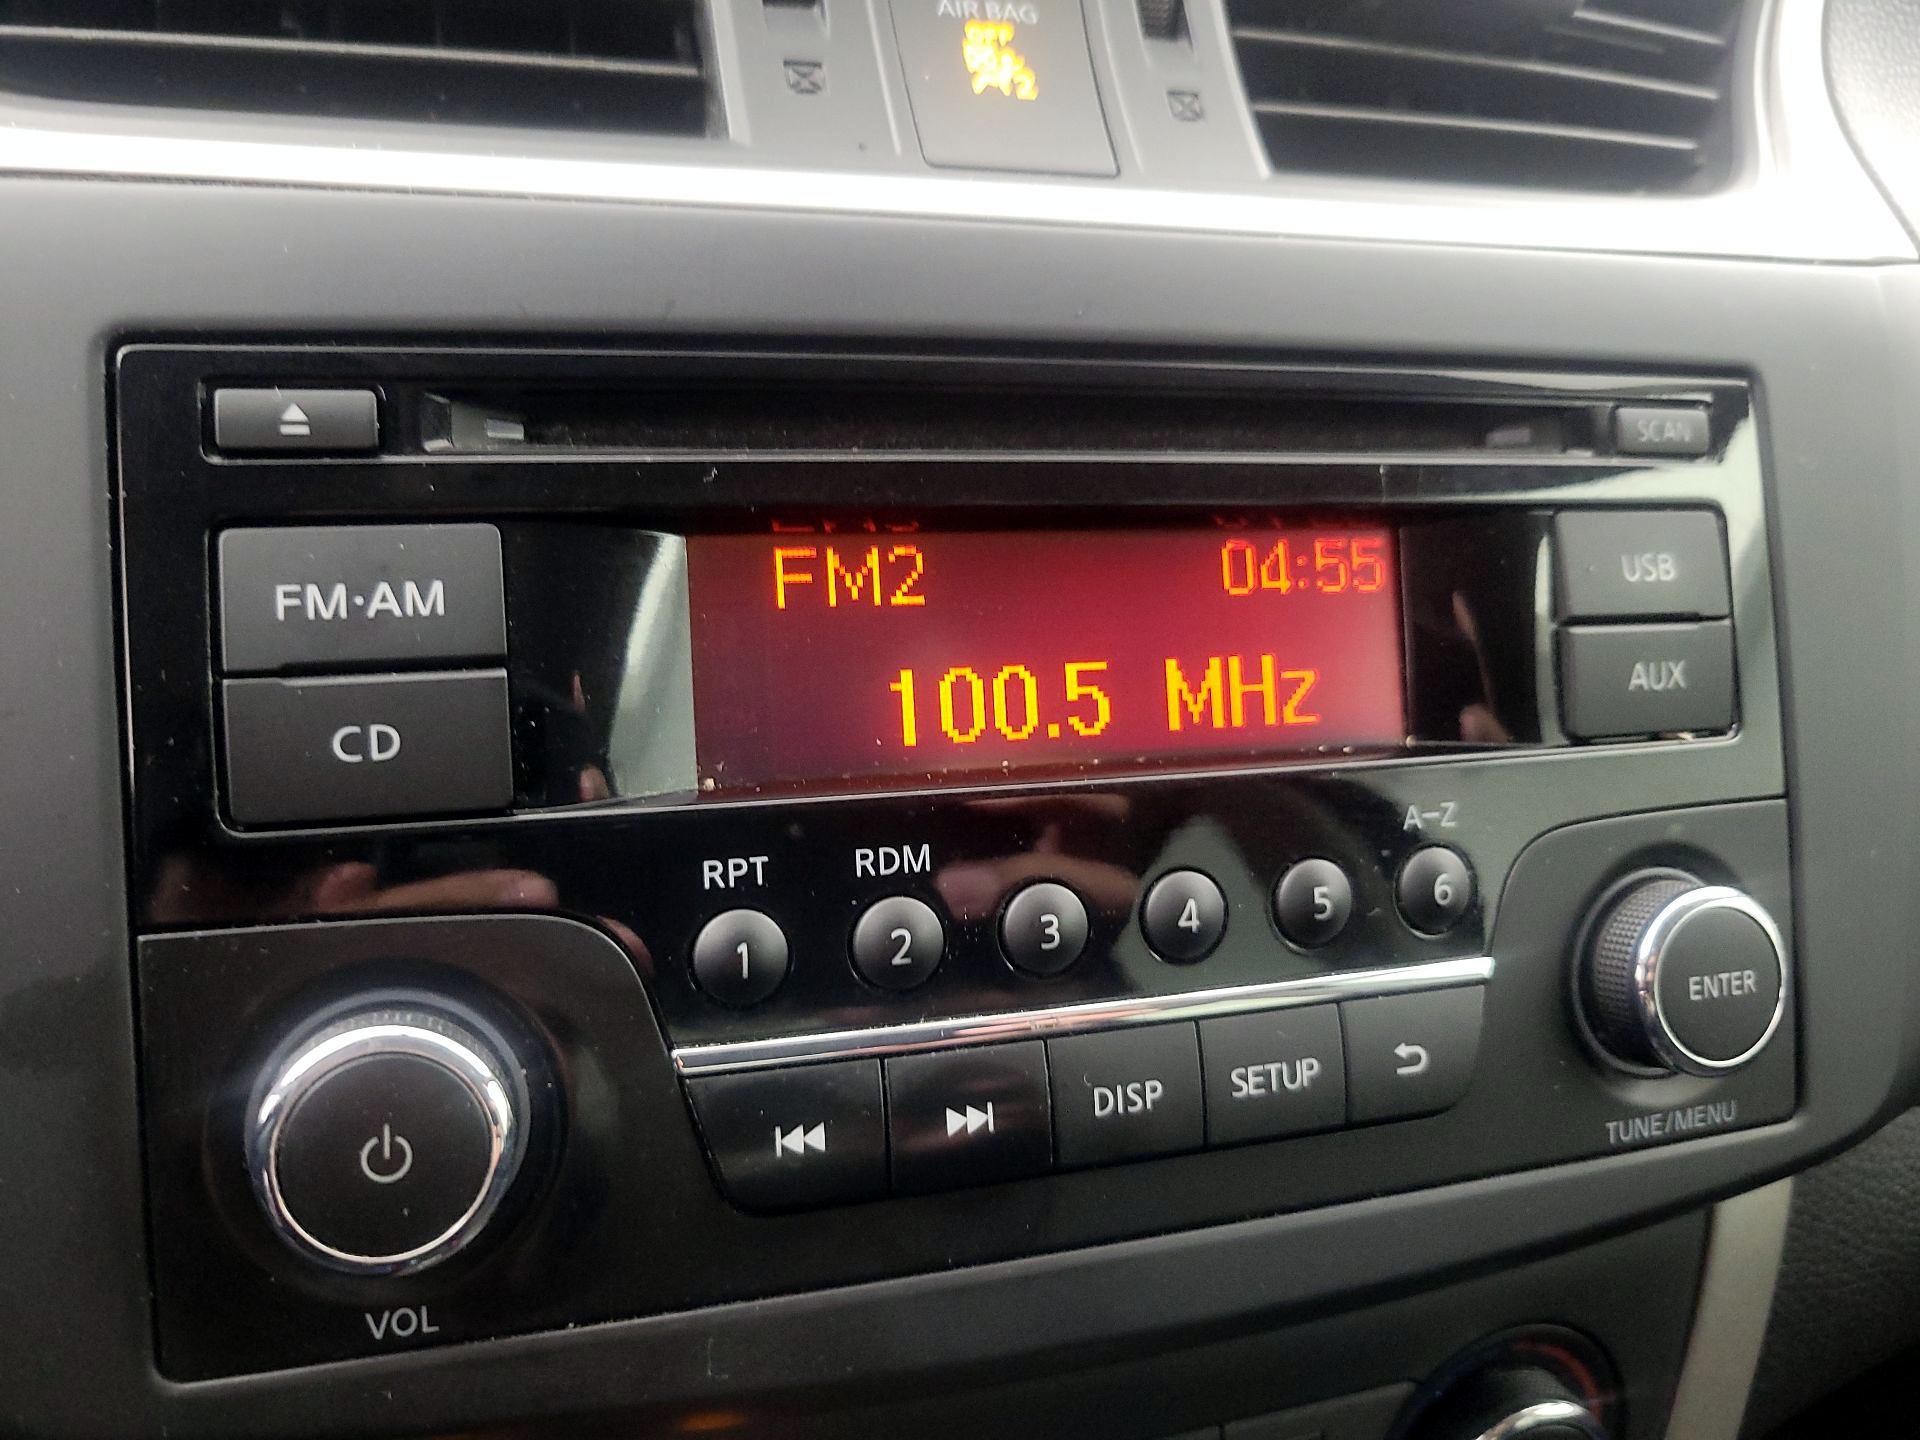 AIR BAG
OFF
SCAN
FM·AM
FM2 04:55
USB
100.5 MHz
AUX
CD
A-Z
RPT RDM
1 2 3 4 5 6
ENTER
DISP SETUP
TUNE/MENU
VOL